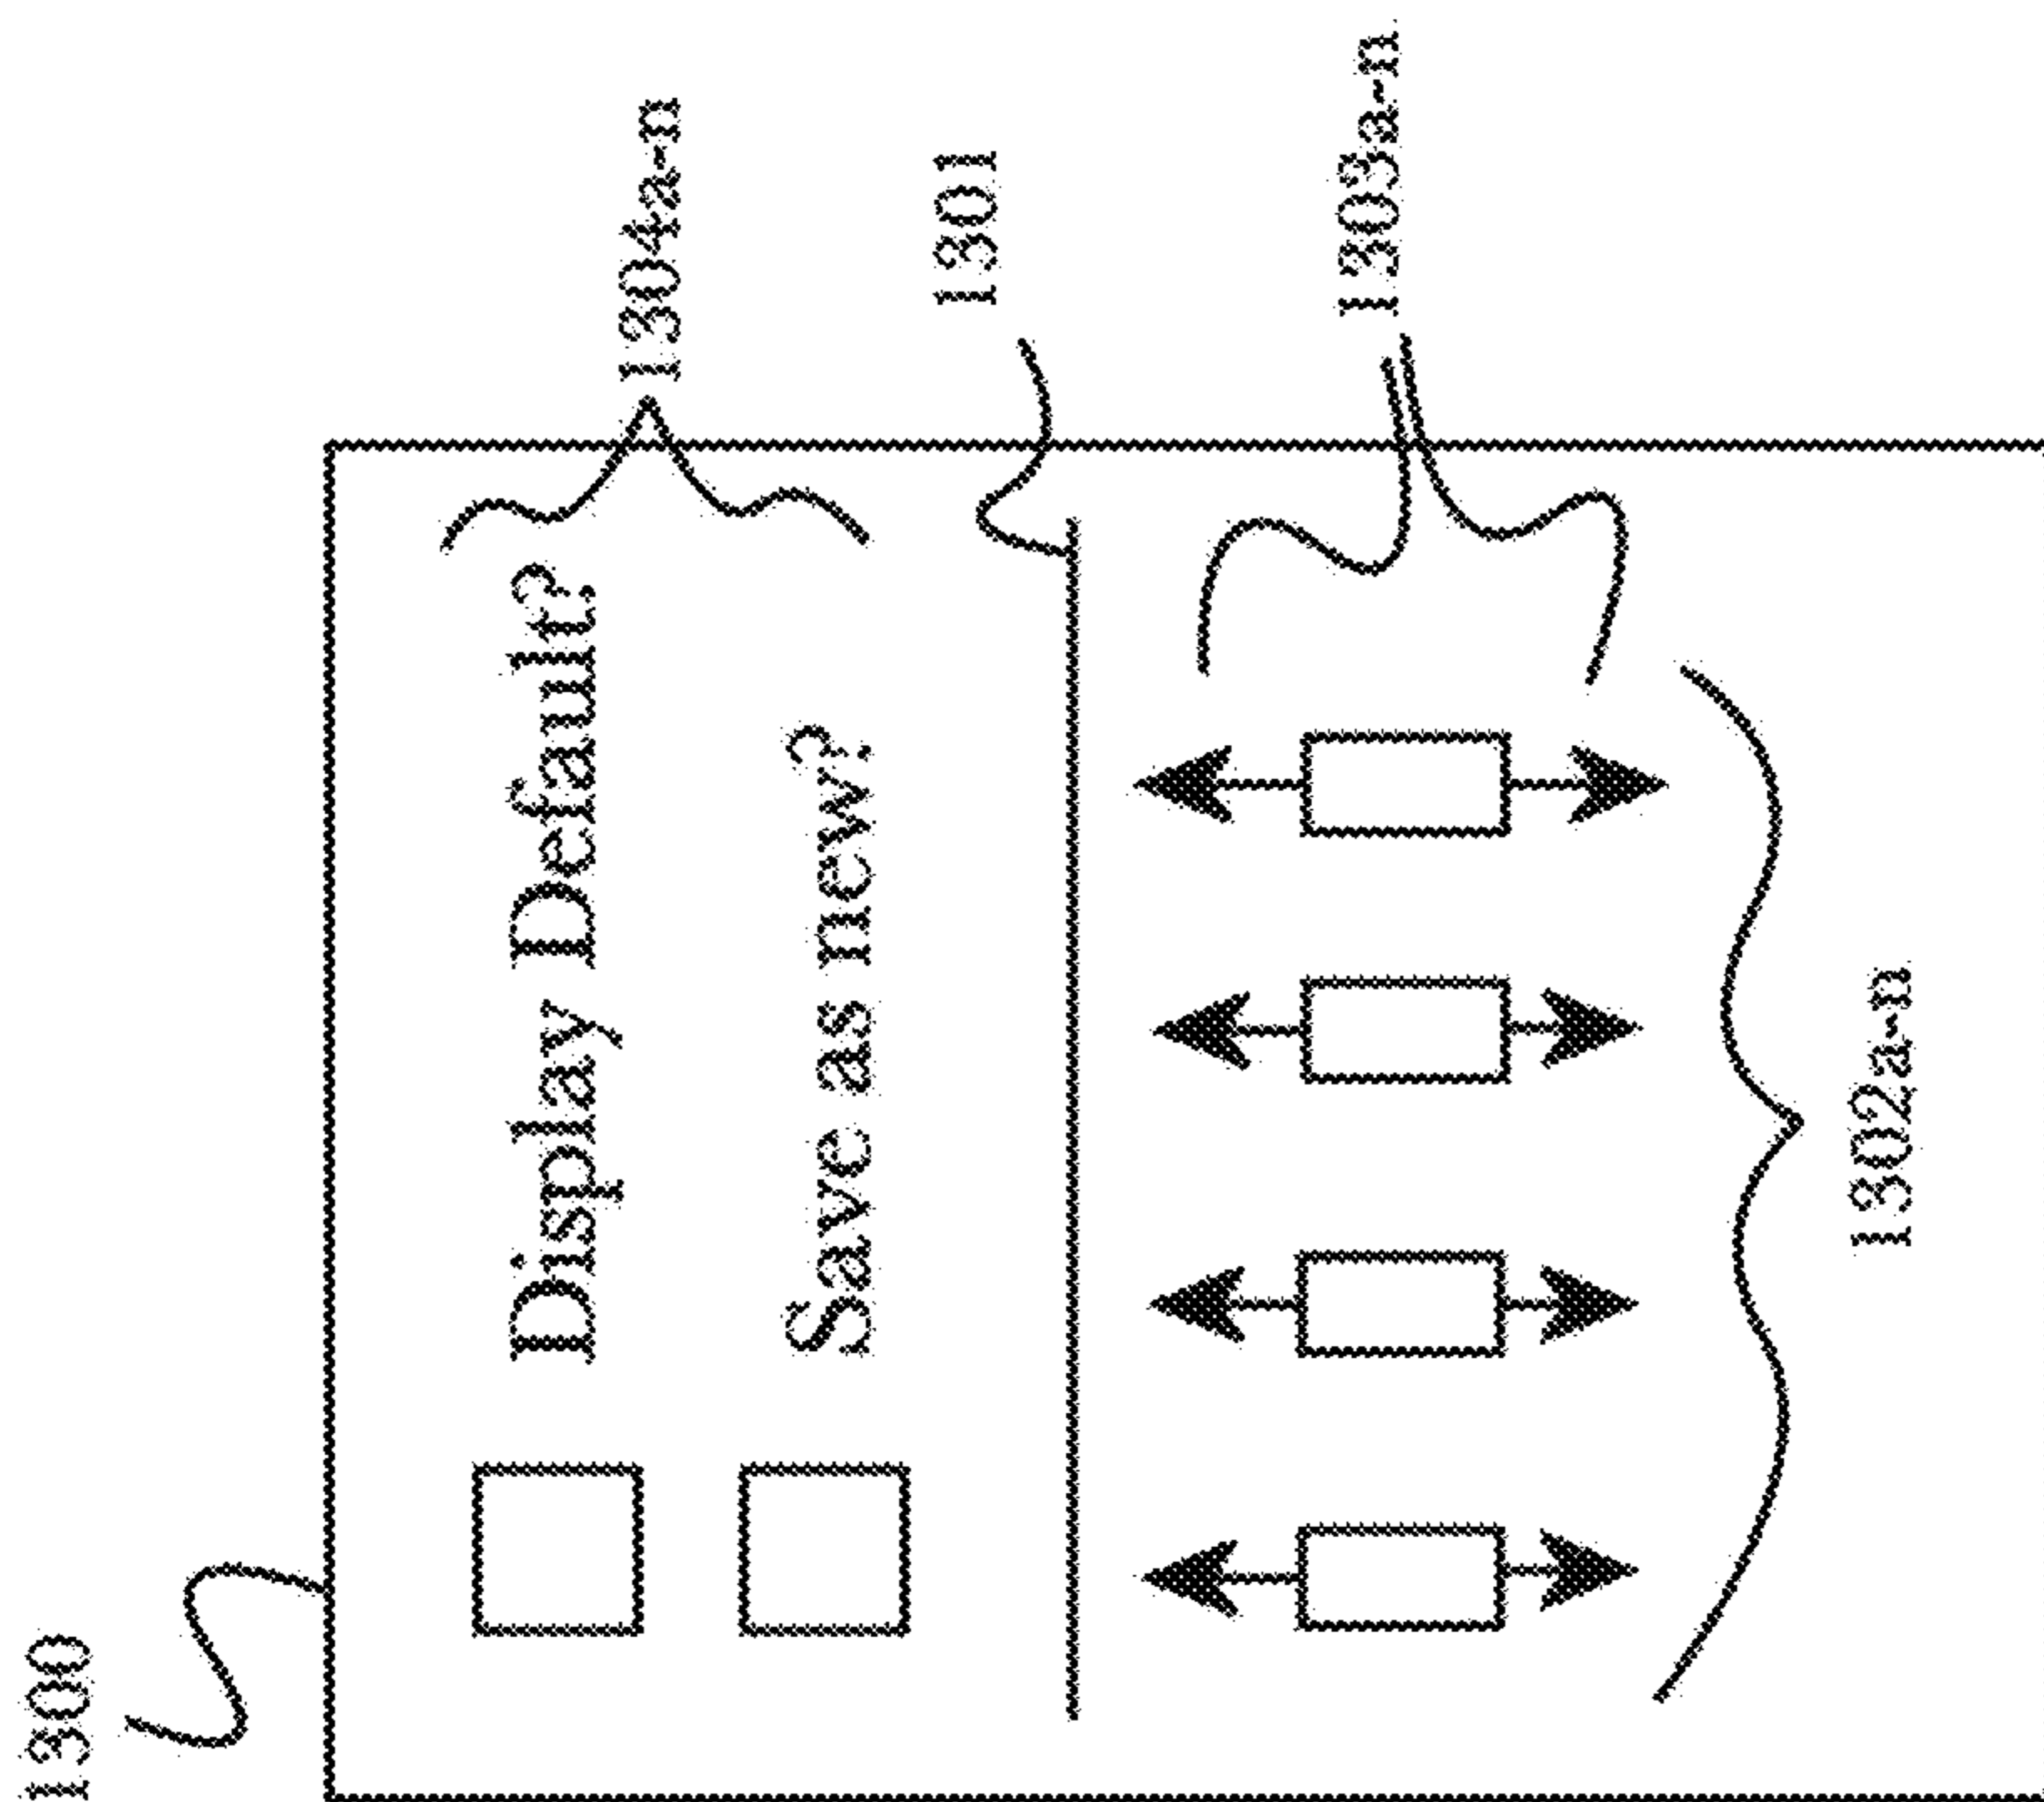 1300
Display Default?
1304a-n
Save as new?
1301
1303a-n
1302a-n